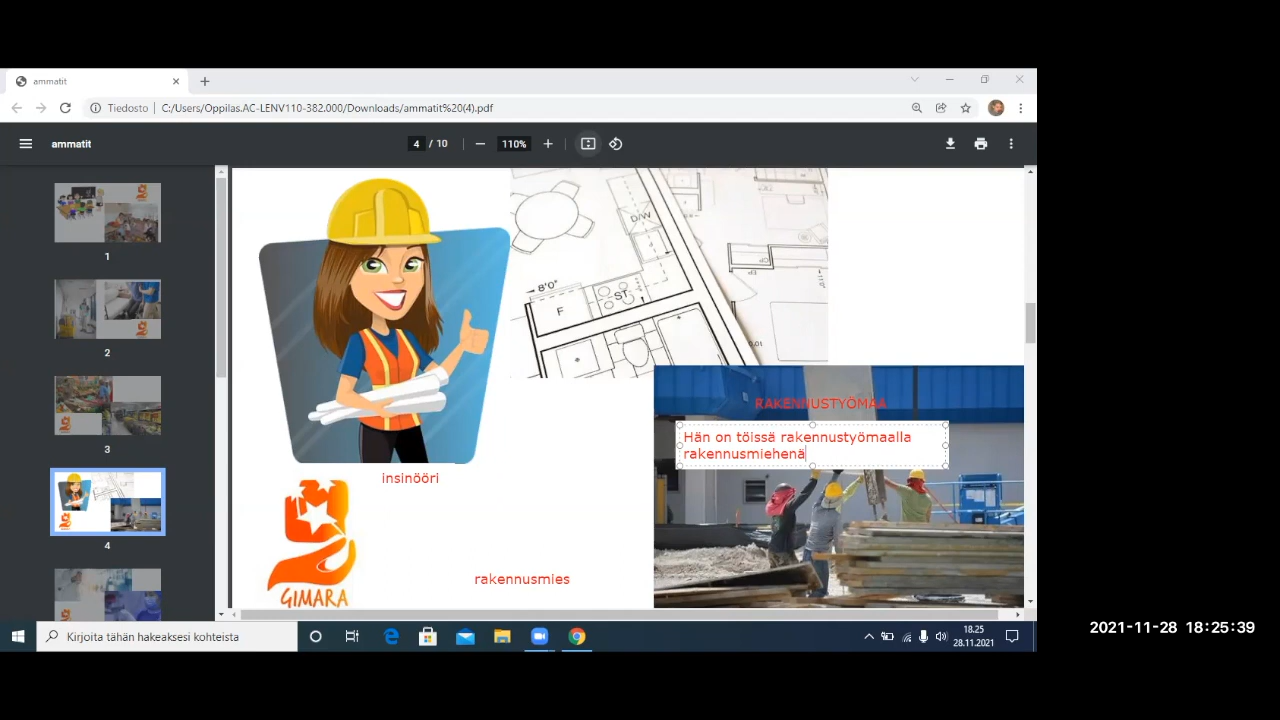 ammatit
Tiedosto
C:/Users/Oppilas.AC-LENV110-382.000/Downloads/ammatit%20(4).pdf
ammatit
4 / 10
110%
1
2
3
4
D/W
8'0"
ST
F
RAKENNUSTYÖMAA
Hän on töissä rakennustyömaalla
rakennusmiehenä
insinööri
rakennusmies
GIMARA
Kirjoita tähän hakeaksesi kohteista
18.25
28.11.2021
2021-11-28 18:25:39